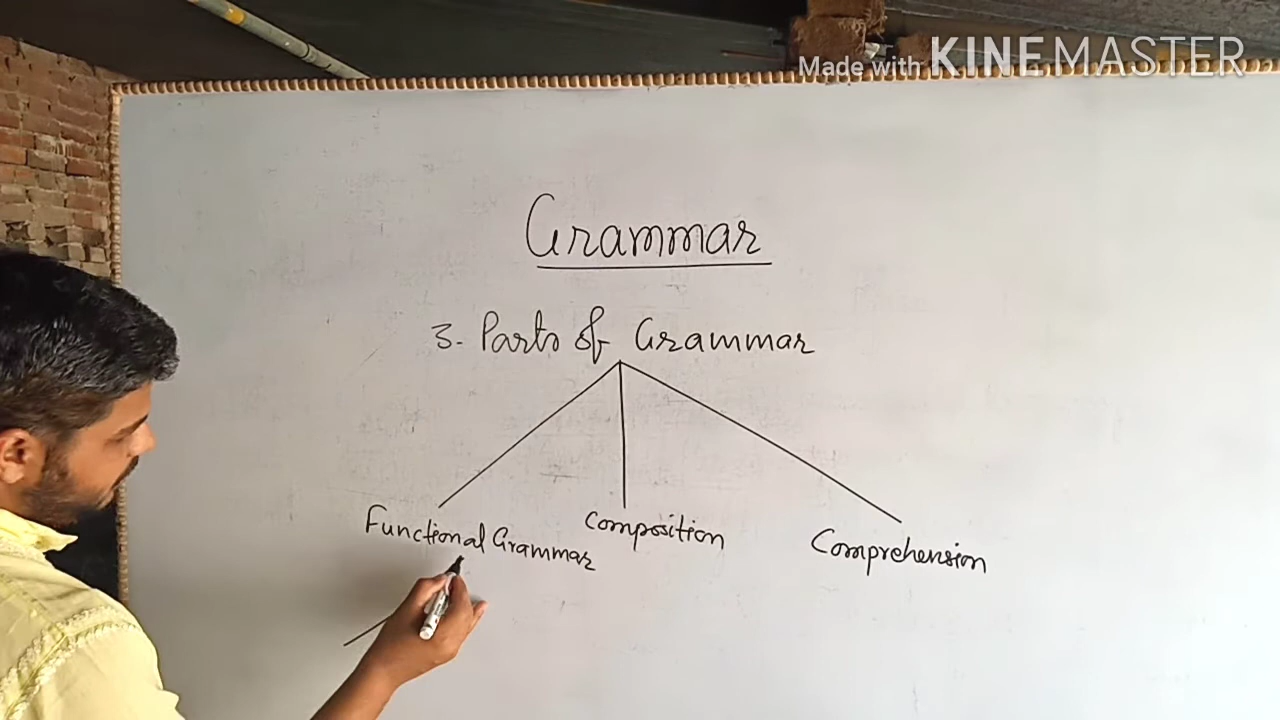 Made with KINEMASTER
Grammar
3. Parts of Grammar
Functional Grammar
Composition
Comprehension